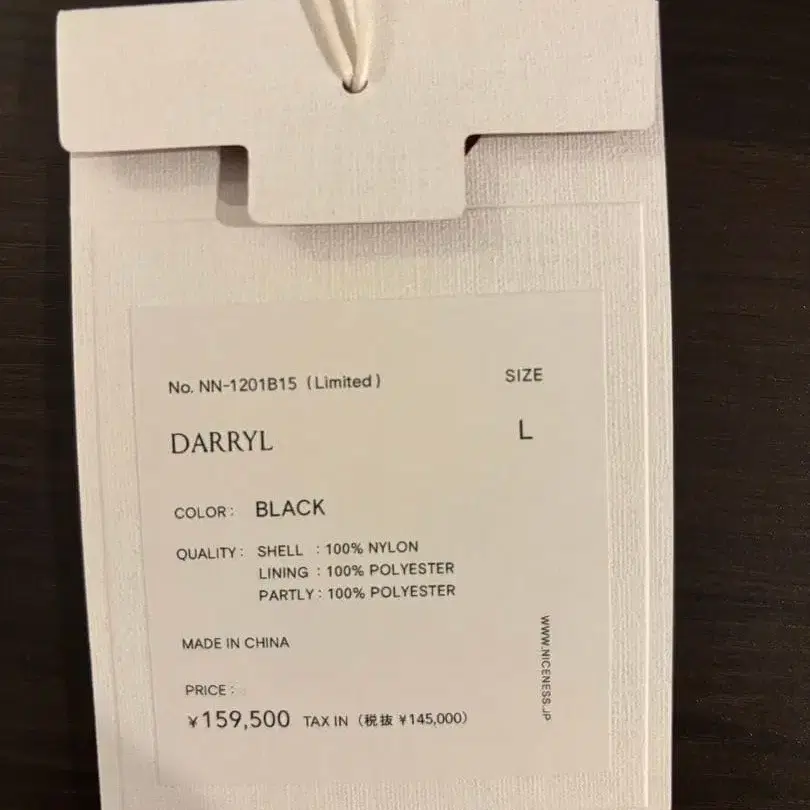 No. NN-1201B15 (Limited)
SIZE
DARRYL
L
COLOR: BLACK
QUALITY: SHELL : 100% NYLON
LINING : 100% POLYESTER
PARTLY : 100% POLYESTER
MADE IN CHINA
WWW.NICENESS.JP
PRICE :
¥159,500 TAX IN (税抜 ¥145,000)